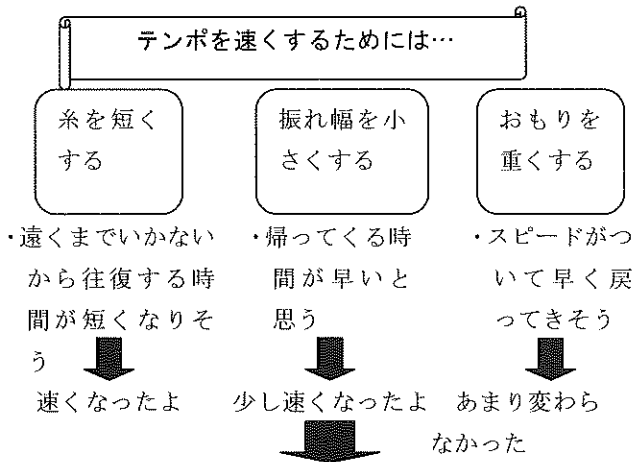 テンポを速くするためには…
糸を短く
する
振れ幅を小
さくする
おもりを
重くする
・遠くまでいかない
から往復する時
間が短くなりそ
う
・帰ってくる時
間が早いと
思う
・スピードがつ
いて早く戻
ってきそう
速くなったよ
少し速くなったよ
あまり変わら
なかった